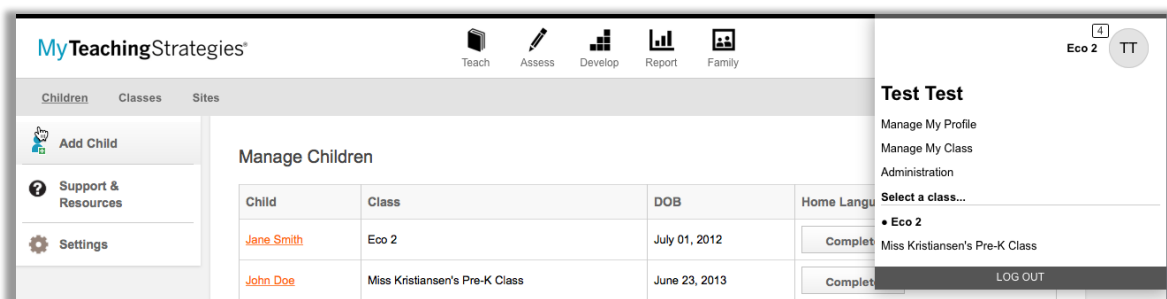 MyTeachingStrategies®
Teach Assess Develop Report Family
4
Eco 2 TT
Children Classes Sites
Add Child
Support &
Resources
Settings
Manage Children
Child Class DOB Home Langu
Jane Smith Eco 2 July 01, 2012 Complet
John Doe Miss Kristiansen's Pre-K Class June 23, 2013 Complet
Test Test
Manage My Profile
Manage My Class
Administration
Select a class...
• Eco 2
Miss Kristiansen's Pre-K Class
LOG OUT